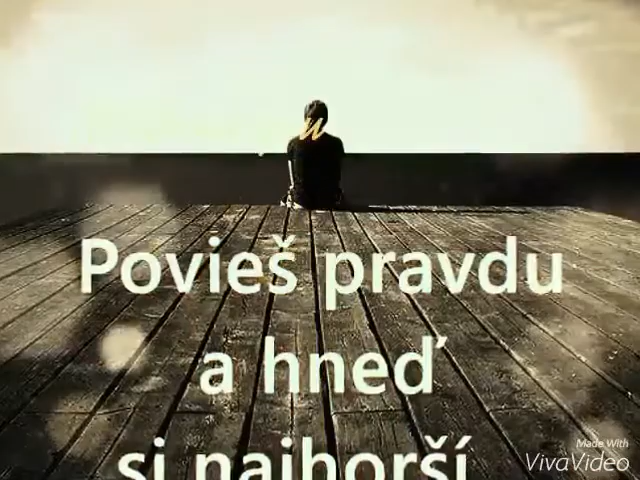 u
Povieš pravdu
a hneď
si najhorší
Made With
VivaVideo